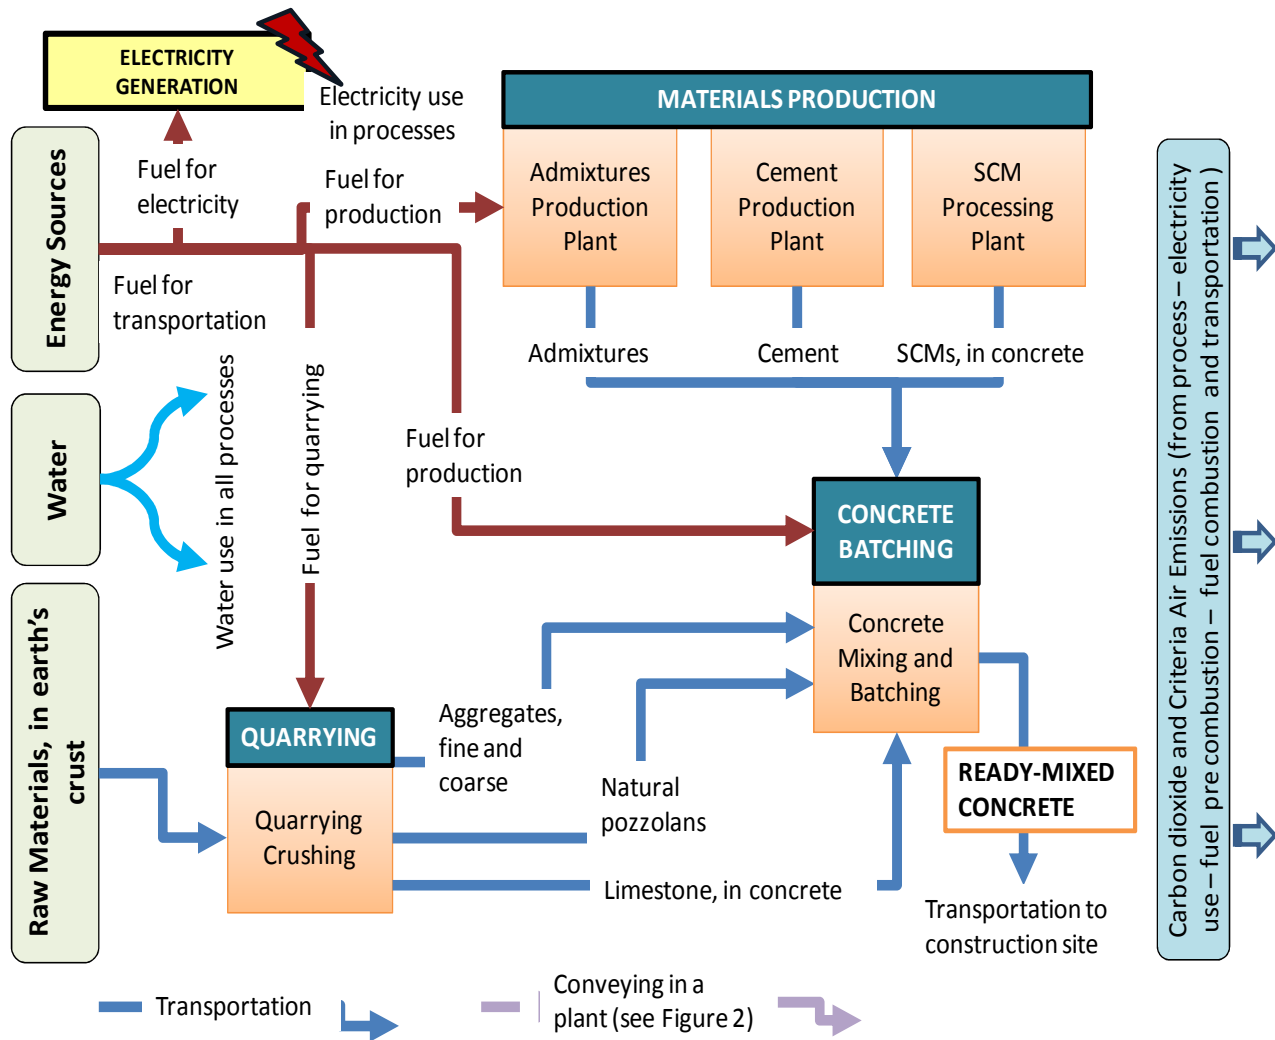 ELECTRICITY
GENERATION
Electricity use
in processes
MATERIALS PRODUCTION
Energy Sources
Fuel for
electricity
Fuel for
production
Admixtures
Production
Plant
Cement
Production
Plant
SCM
Processing
Plant
Fuel for
transportation
Admixtures
Cement
SCMs, in concrete
Water
Water use in all processes
Fuel for quarrying
Fuel for
production
CONCRETE
BATCHING
Concrete
Mixing and
Batching
Raw Materials, in earth's
crust
QUARRYING
Quarrying
Crushing
Aggregates,
fine and
coarse
Natural
pozzolans
Limestone, in concrete
READY-MIXED
CONCRETE
Transportation to
construction site
Carbon dioxide and Criteria Air Emissions (from process – electricity
use – fuel pre combustion – fuel combustion and transportation )
Transportation
Conveying in a
plant (see Figure 2)